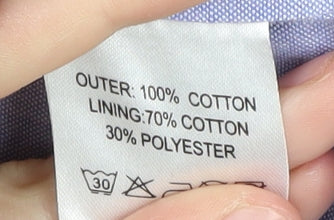 OUTER: 100% COTTON
LINING:70% COTTON
30% POLYESTER
30